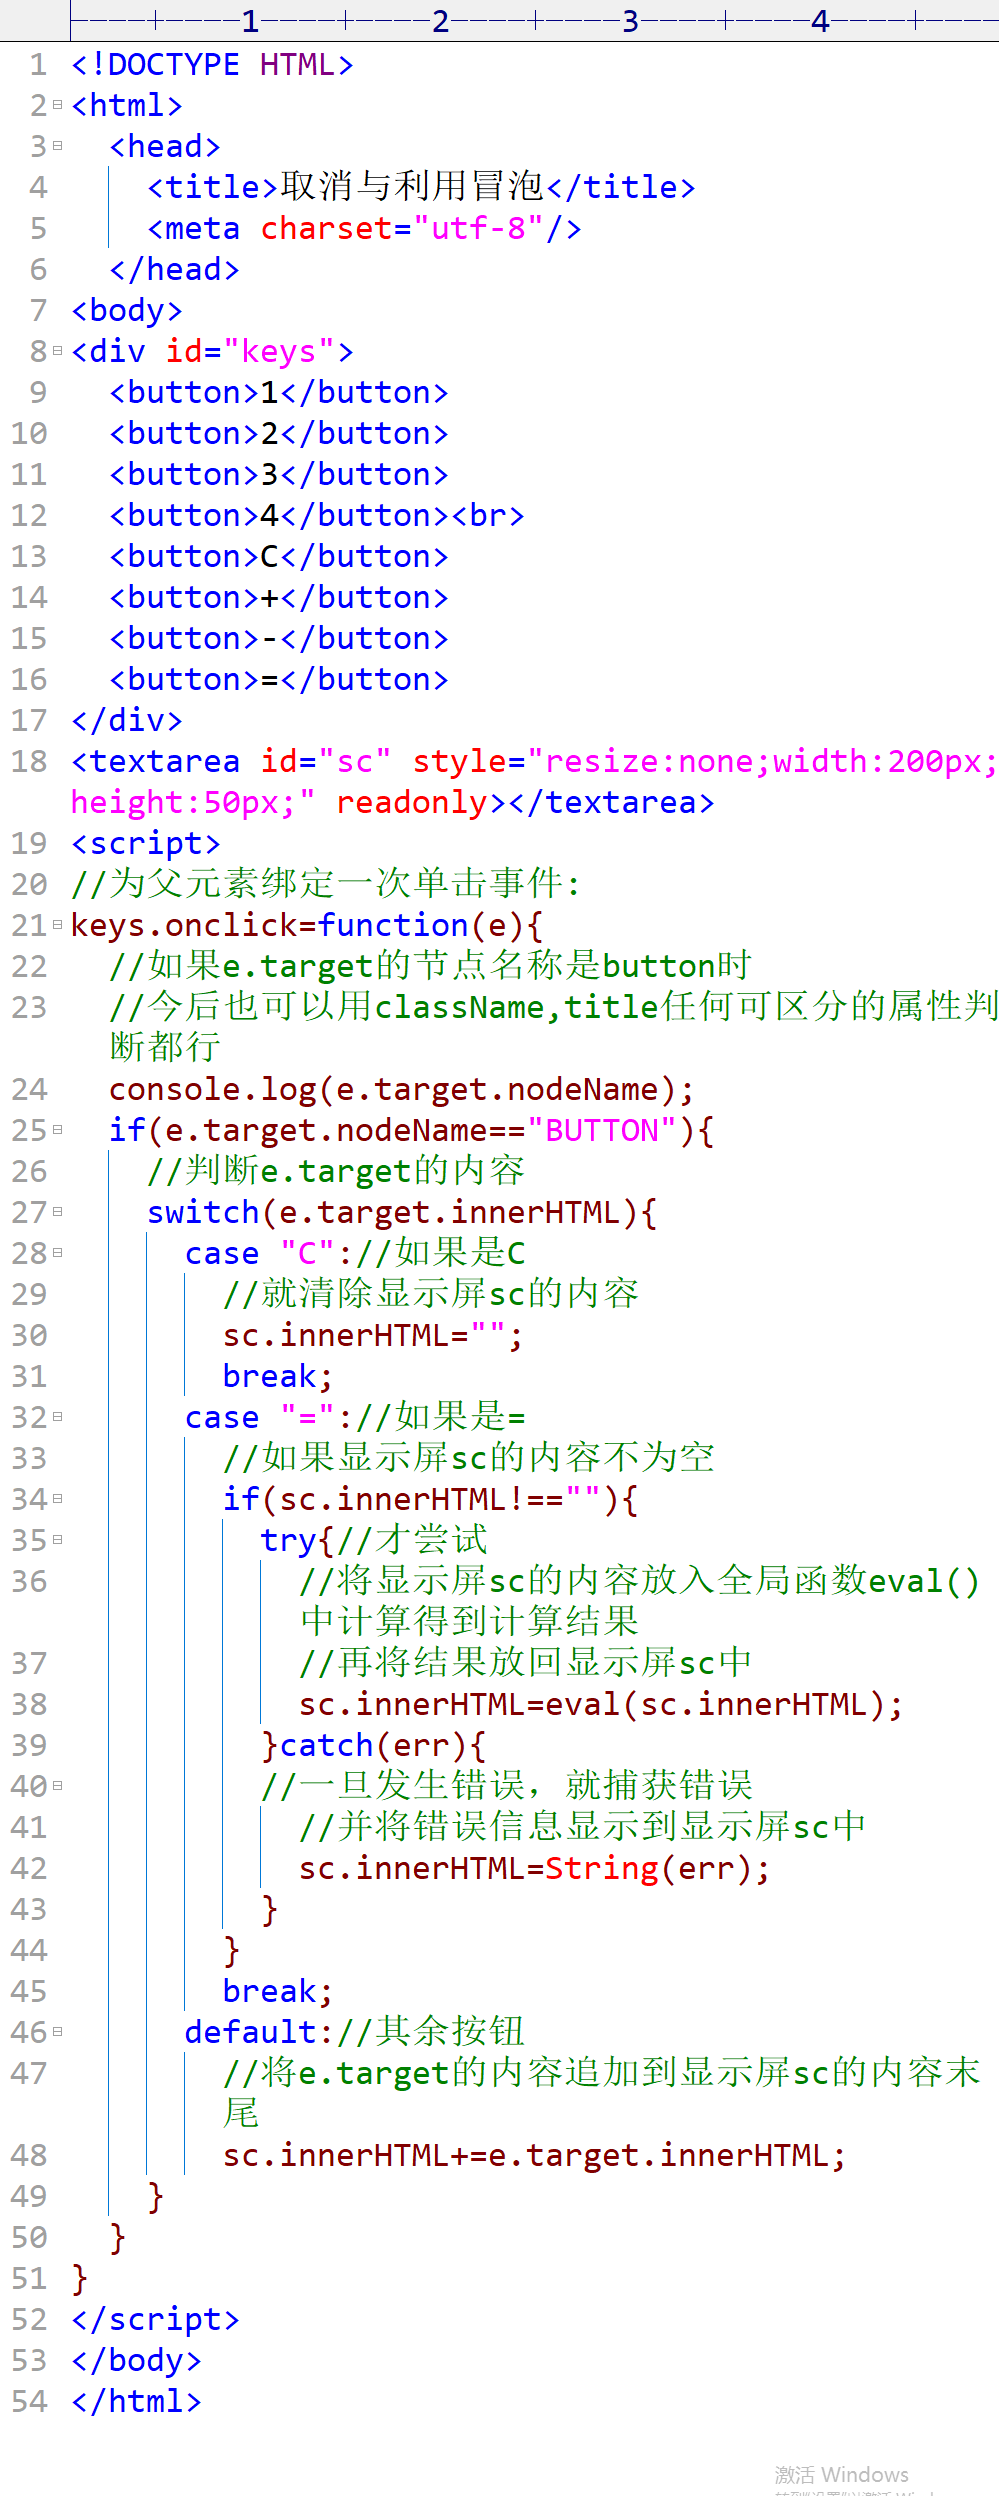 1 2 3 4
1 <!DOCTYPE HTML>
2 <html>
3 <head>
4 <title>取消与利用冒泡</title>
5 <meta charset="utf-8"/>
6 </head>
7 <body>
8 <div id="keys">
9 <button>1</button>
10 <button>2</button>
11 <button>3</button>
12 <button>4</button><br>
13 <button>C</button>
14 <button>+</button>
15 <button>-</button>
16 <button>=</button>
17 </div>
18 <textarea id="sc" style="resize:none;width:200px;
height:50px;" readonly></textarea>
19 <script>
20 //为父元素绑定一次单击事件:
21 keys.onclick=function(e){
22 //如果e.target的节点名称是button时
23 //今后也可以用className,title任何可区分的属性判
断都行
24 console.log(e.target.nodeName);
25 if(e.target.nodeName=="BUTTON"){
26 //判断e.target的内容
27 switch(e.target.innerHTML){
28 case "C"://如果是C
29 //就清除显示屏sc的内容
30 sc.innerHTML="";
31 break;
32 case "="://如果是=
33 //如果显示屏sc的内容不为空
34 if(sc.innerHTML!==""){
35 try{//才尝试
36 //将显示屏sc的内容放入全局函数eval()
中计算得到计算结果
37 //再将结果放回显示屏sc中
38 sc.innerHTML=eval(sc.innerHTML);
39 }catch(err){
40 //一旦发生错误，就捕获错误
41 //并将错误信息显示到显示屏sc中
42 sc.innerHTML=String(err);
43 }
44 }
45 break;
46 default://其余按钮
47 //将e.target的内容追加到显示屏sc的内容末
尾
48 sc.innerHTML+=e.target.innerHTML;
49 }
50 }
51 }
52 </script>
53 </body>
54 </html>
激活 Windows